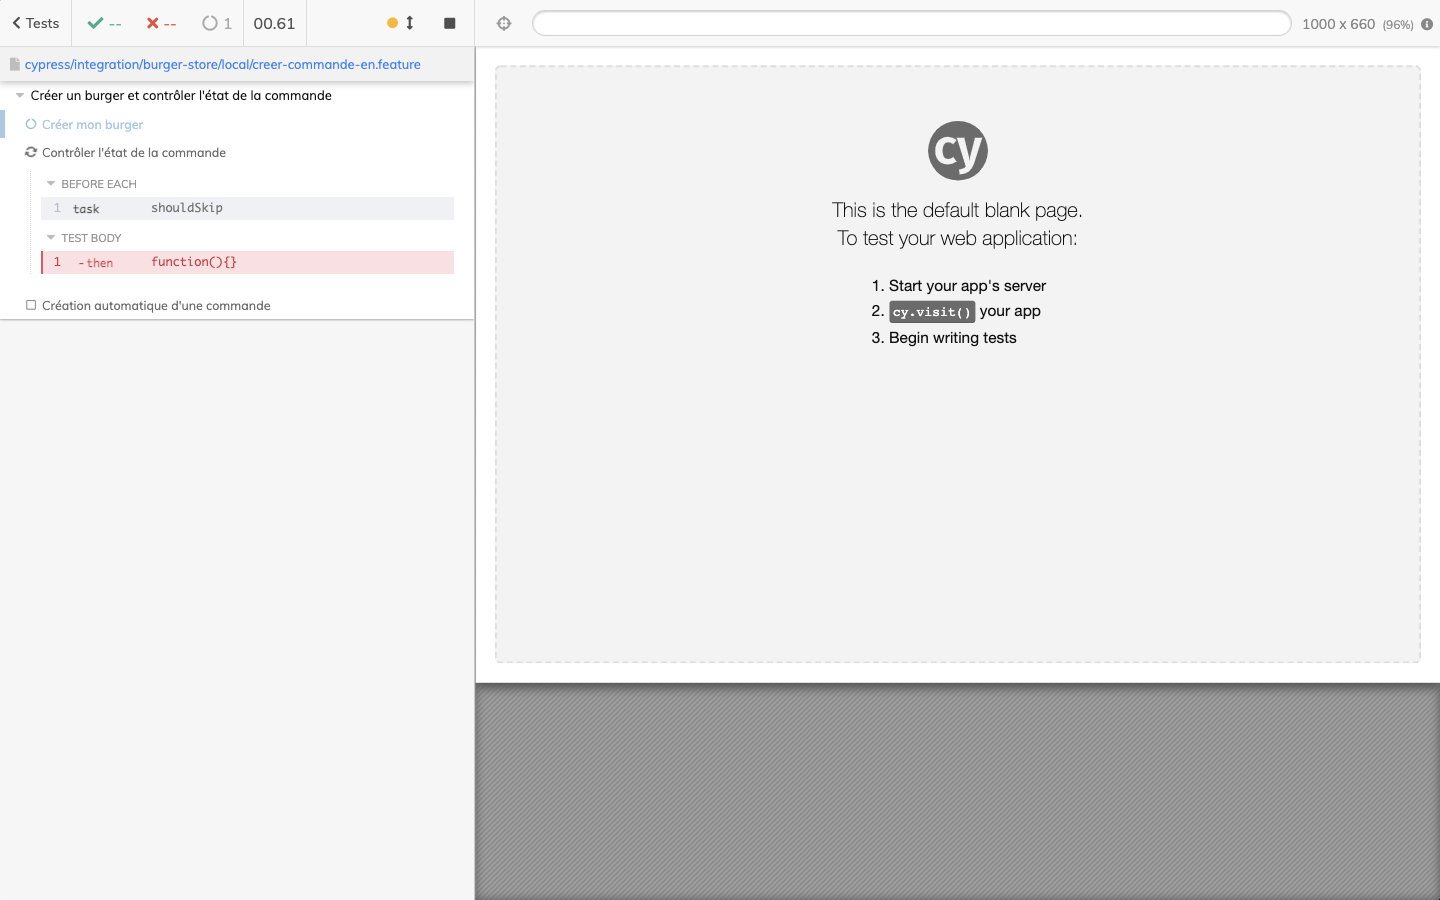 Tests
--
--
1
00.61
1000 x 660 (96%)
cypress/integration/burger-store/local/creer-commande-en.feature
Créer un burger et contrôler l'état de la commande
Créer mon burger
Contrôler l'état de la commande
BEFORE EACH
1 task shouldSkip
TEST BODY
1 -then function(){}
Création automatique d'une commande
cy
This is the default blank page.
To test your web application:
1. Start your app's server
2. cy.visit() your app
3. Begin writing tests